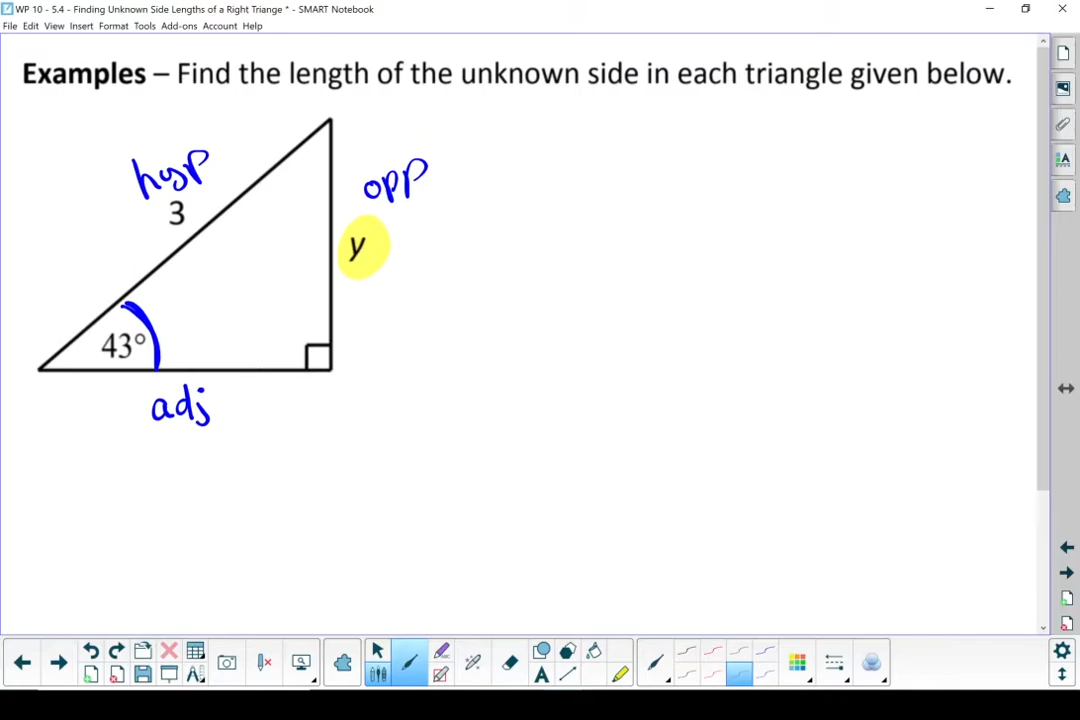 WP 10 - 5.4 - Finding Unknown Side Lengths of a Right Triange * - SMART Notebook
File Edit View Insert Format Tools Add-ons Account Help
Examples – Find the length of the unknown side in each triangle given below.
hyp
opp
3
y
43°
adj